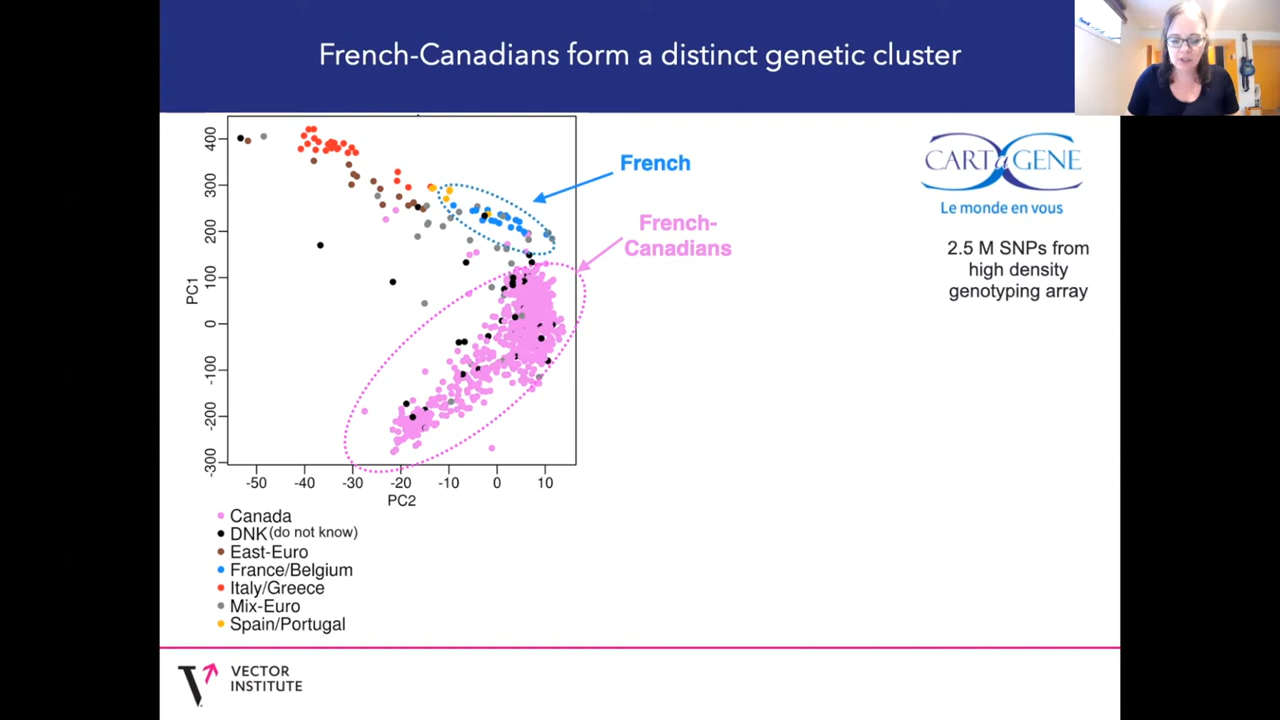 French-Canadians form a distinct genetic cluster
400
300
200
100
0
-100
-200
-300
PC1
-50
-40
-30
-20
-10
0
10
PC2
French
French-
Canadians
CARTaGENE
Le monde en vous
2.5 M SNPs from
high density
genotyping array
Canada
DNK (do not know)
East-Euro
France/Belgium
Italy/Greece
Mix-Euro
Spain/Portugal
VECTOR
INSTITUTE